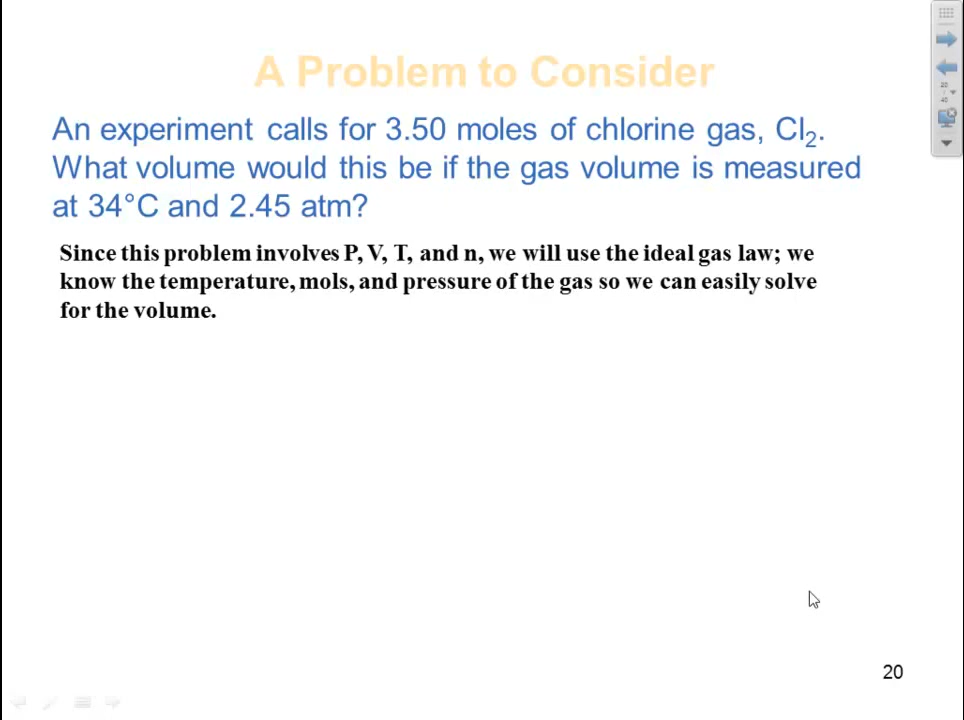 A Problem to Consider
An experiment calls for 3.50 moles of chlorine gas, Cl₂.
What volume would this be if the gas volume is measured
at 34°C and 2.45 atm?
Since this problem involves P, V, T, and n, we will use the ideal gas law; we
know the temperature, mols, and pressure of the gas so we can easily solve
for the volume.
20